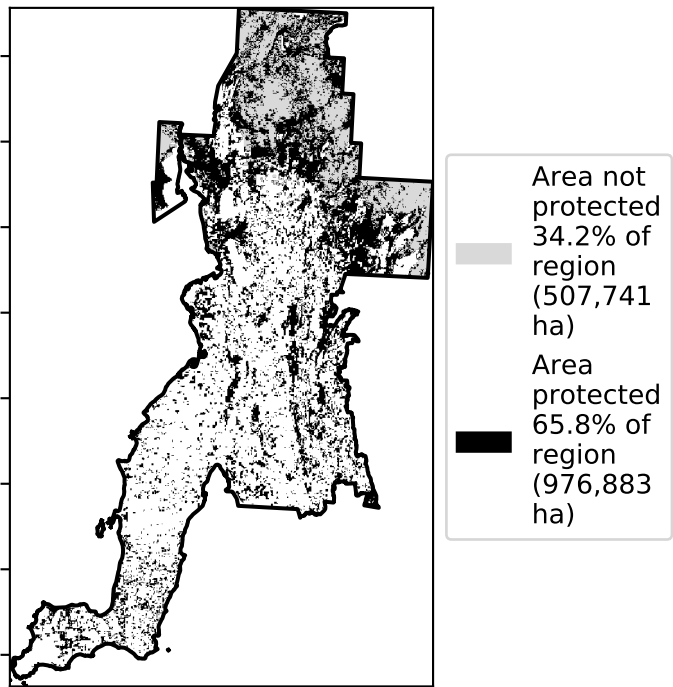 Area not
protected
34.2% of
region
(507,741
ha)
Area
protected
65.8% of
region
(976,883
ha)